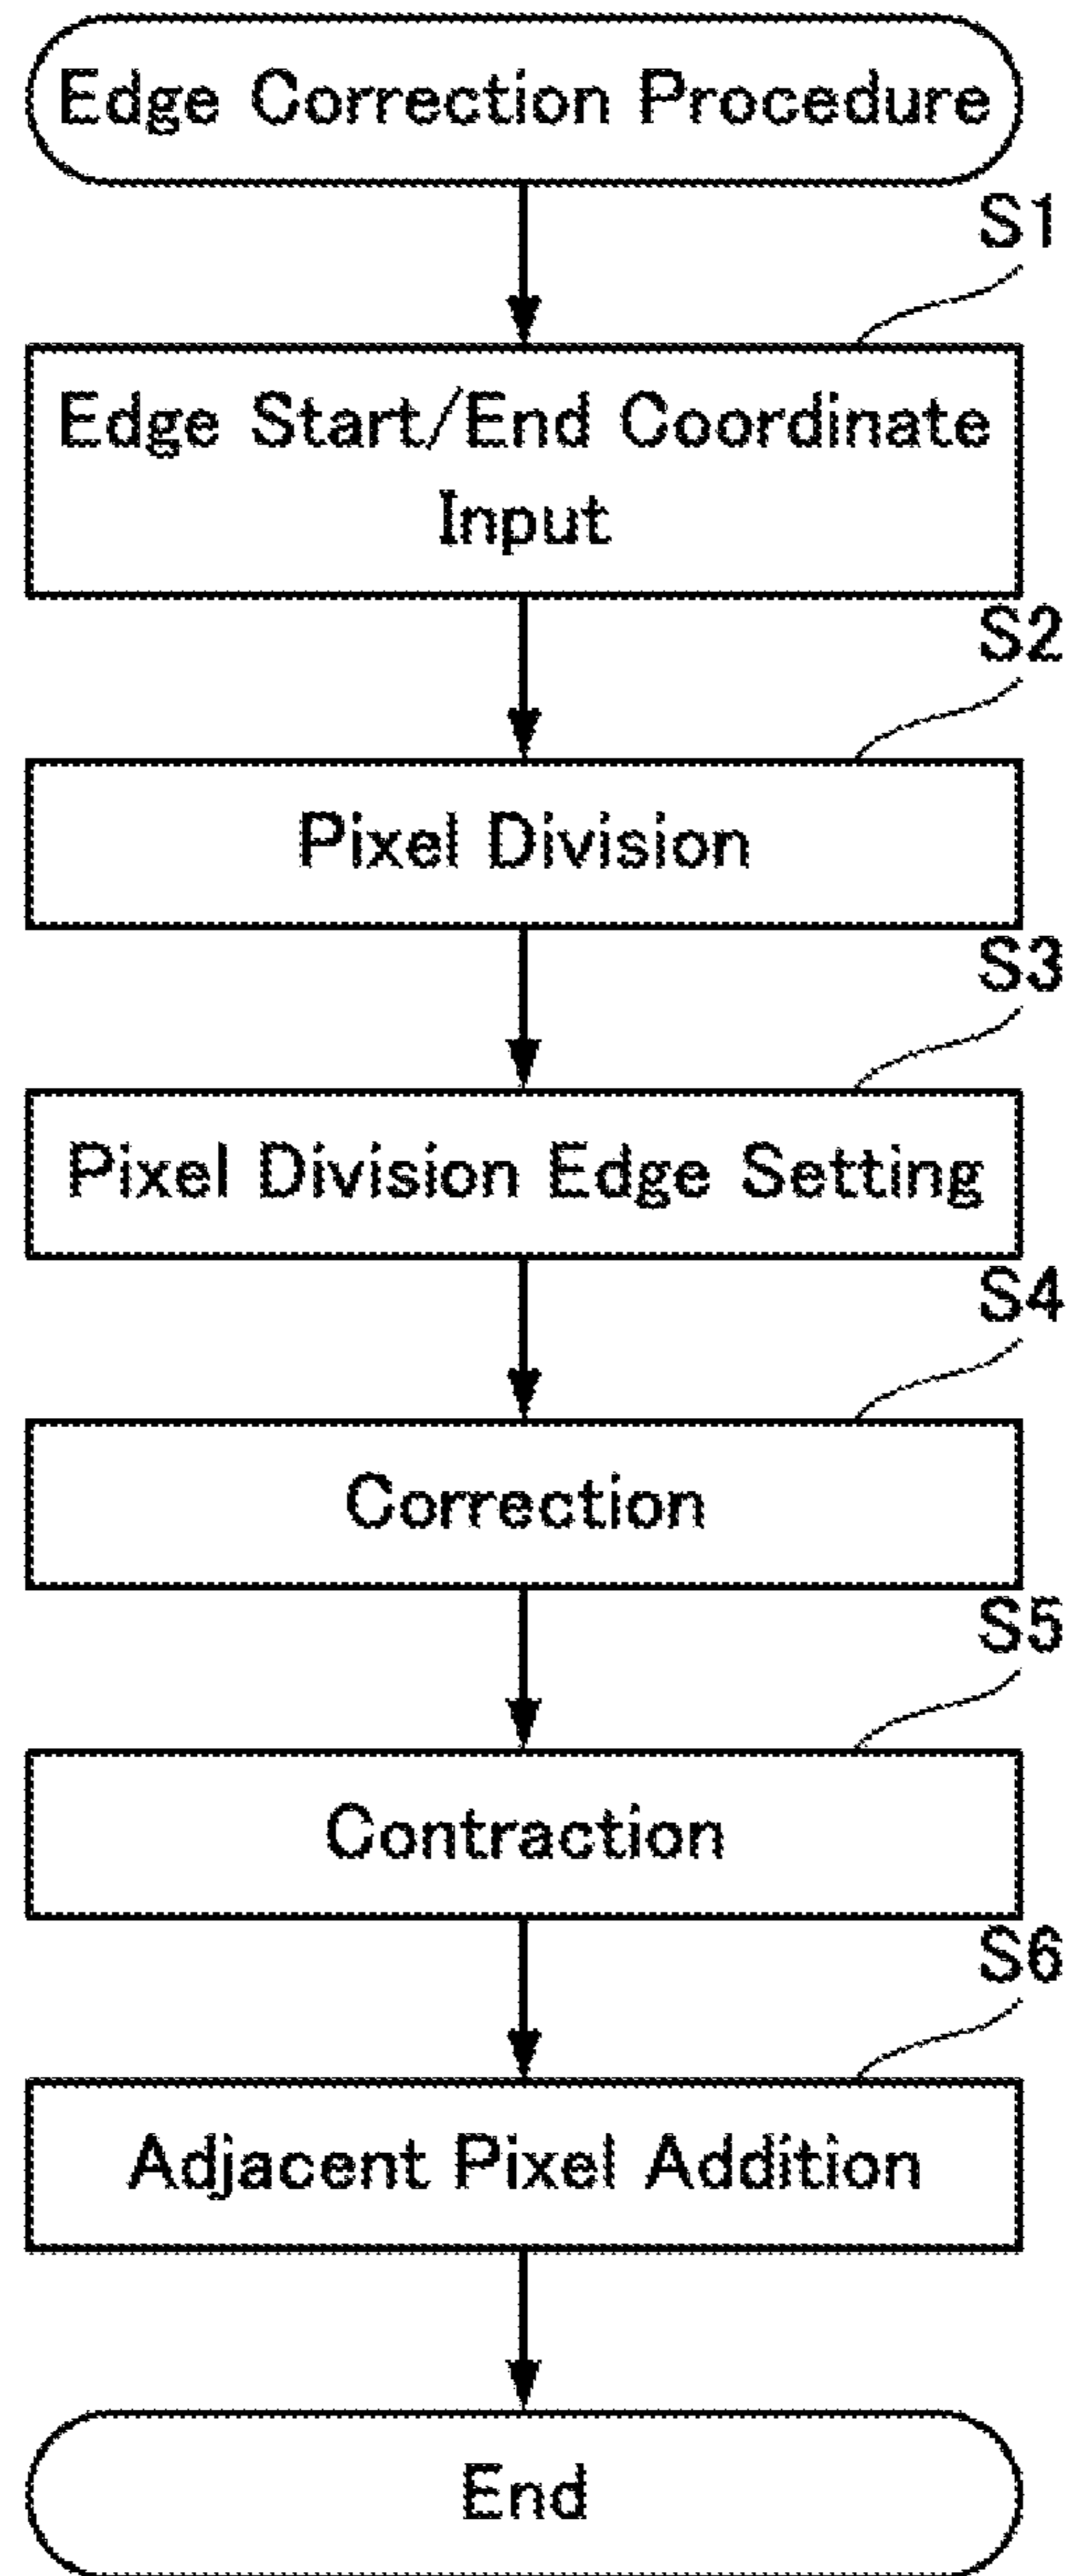 Edge Correction Procedure
S1
Edge Start/End Coordinate
Input
S2
Pixel Division
S3
Pixel Division Edge Setting
S4
Correction
S5
Contraction
S6
Adjacent Pixel Addition
End